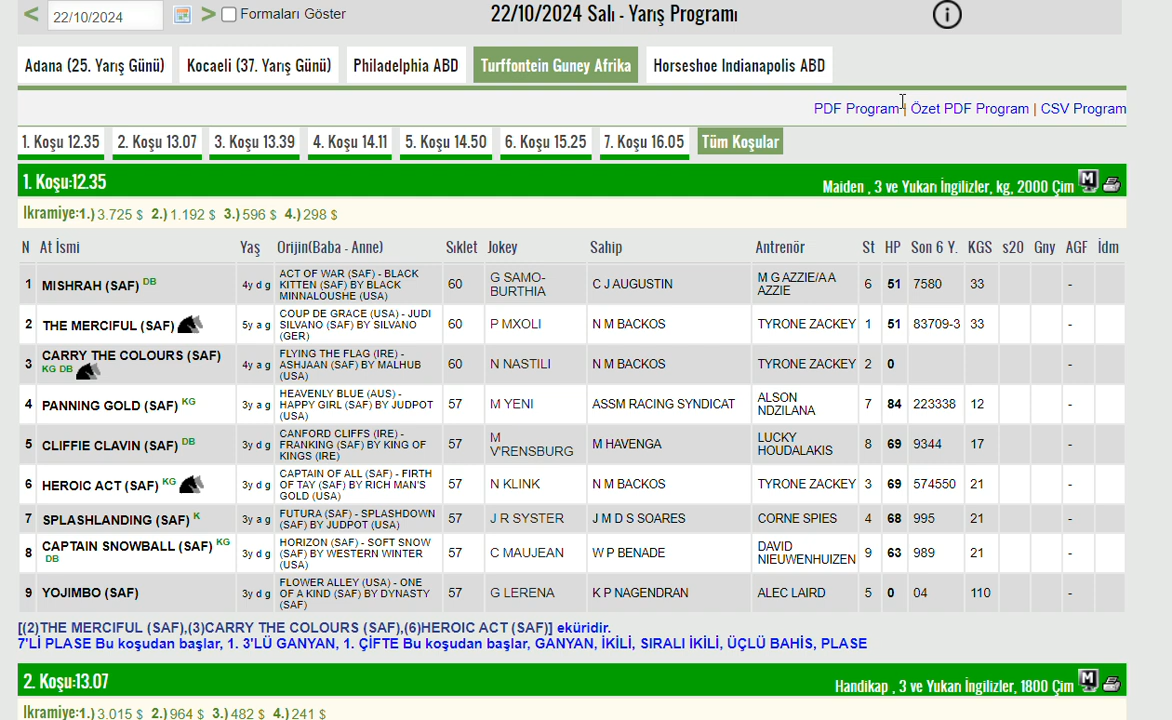 < 22/10/2024 > Formaları Göster 22/10/2024 Salı - Yarış Programı i
Adana (25. Yarış Günü) Kocaeli (37. Yarış Günü) Philadelphia ABD Turffontein Guney Afrika Horseshoe Indianapolis ABD
PDF Program | Özet PDF Program | CSV Program
1. Koşu 12.35 2. Koşu 13.07 3. Koşu 13.39 4. Koşu 14.11 5. Koşu 14.50 6. Koşu 15.25 7. Koşu 16.05 Tüm Koşular
1. Koşu:12.35 Maiden , 3 ve Yukarı İngilizler, kg, 2000 Çim M
Ikramiye:1.) 3.725 $ 2.) 1.192 $ 3.) 596 $ 4.) 298 $
N At İsmi Yaş Orijin(Baba - Anne) Sıklet Jokey Sahip Antrenör St HP Son 6 Y. KGS s20 Gny AGF İdm
1 MISHRAH (SAF) DB 4y d g ACT OF WAR (SAF) - BLACK KITTEN (SAF) BY BLACK MINNALOUSHE (USA) 60 G SAMO-BURTHIA C J AUGUSTIN M G AZZIE/A A AZZIE 6 51 7580 33 -
2 THE MERCIFUL (SAF) 5y a g COUP DE GRACE (USA) - JUDI SILVANO (SAF) BY SILVANO (GER) 60 P MXOLI N M BACKOS TYRONE ZACKEY 1 51 83709-3 33 -
3 CARRY THE COLOURS (SAF) KG DB 4y a g FLYING THE FLAG (IRE) - ASHJAAN (SAF) BY MALHUB (USA) 60 N NASTILI N M BACKOS TYRONE ZACKEY 2 0 -
4 PANNING GOLD (SAF) KG 3y a g HEAVENLY BLUE (AUS) - HAPPY GIRL (SAF) BY JUDPOT (USA) 57 M YENI ASSM RACING SYNDICAT ALSON NDZILANA 7 84 223338 12 -
5 CLIFFIE CLAVIN (SAF) DB 3y d g CANFORD CLIFFS (IRE) - FRANKING (SAF) BY KING OF KINGS (IRE) 57 M V'RENSBURG M HAVENGA LUCKY HOUDALAKIS 8 69 9344 17 -
6 HEROIC ACT (SAF) KG 3y d g CAPTAIN OF ALL (SAF) - FIRTH OF TAY (SAF) BY RICH MAN'S GOLD (USA) 57 N KLINK N M BACKOS TYRONE ZACKEY 3 69 574550 21 -
7 SPLASHLANDING (SAF) K 3y a g FUTURA (SAF) - SPLASHDOWN (SAF) BY JUDPOT (USA) 57 J R SYSTER J M D S SOARES CORNE SPIES 4 68 995 21 -
8 CAPTAIN SNOWBALL (SAF) KG DB 3y d g HORIZON (SAF) - SOFT SNOW (SAF) BY WESTERN WINTER (USA) 57 C MAUJEAN W P BENADE DAVID NIEUWENHUIZEN 9 63 989 21 -
9 YOJIMBO (SAF) 3y d g FLOWER ALLEY (USA) - ONE OF A KIND (SAF) BY DYNASTY (SAF) 57 G LERENA K P NAGENDRAN ALEC LAIRD 5 0 04 110 -
[(2)THE MERCIFUL (SAF),(3)CARRY THE COLOURS (SAF),(6)HEROIC ACT (SAF)] eküridir.
7'Lİ PLASE Bu koşudan başlar, 1. 3'LÜ GANYAN, 1. ÇİFTE Bu koşudan başlar, GANYAN, İKİLİ, SIRALI İKİLİ, ÜÇLÜ BAHİS, PLASE
2. Koşu:13.07 Handikap , 3 ve Yukarı İngilizler, 1800 Çim M
Ikramiye:1.) 3.015 $ 2.) 964 $ 3.) 482 $ 4.) 241 $